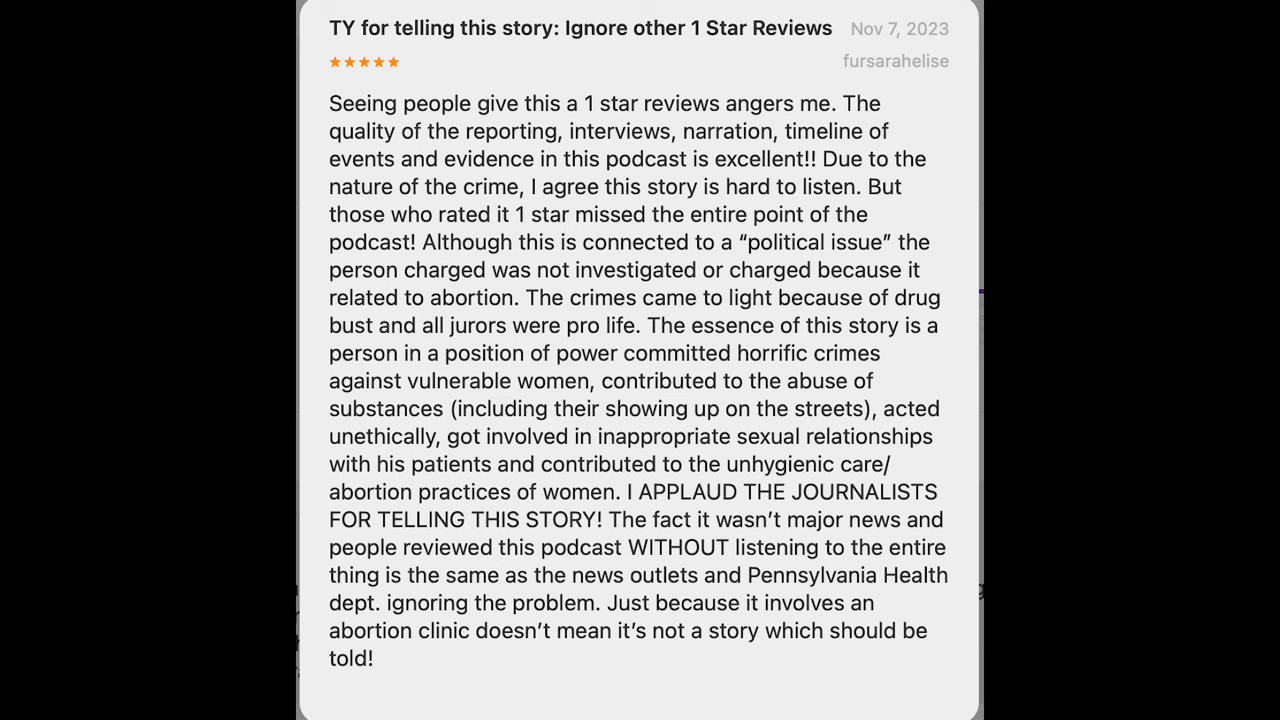 TY for telling this story: Ignore other 1 Star Reviews Nov 7, 2023
★★★★★ fursarahelise
Seeing people give this a 1 star reviews angers me. The
quality of the reporting, interviews, narration, timeline of
events and evidence in this podcast is excellent!! Due to the
nature of the crime, I agree this story is hard to listen. But
those who rated it 1 star missed the entire point of the
podcast! Although this is connected to a “political issue” the
person charged was not investigated or charged because it
related to abortion. The crimes came to light because of drug
bust and all jurors were pro life. The essence of this story is a
person in a position of power committed horrific crimes
against vulnerable women, contributed to the abuse of
substances (including their showing up on the streets), acted
unethically, got involved in inappropriate sexual relationships
with his patients and contributed to the unhygienic care/
abortion practices of women. I APPLAUD THE JOURNALISTS
FOR TELLING THIS STORY! The fact it wasn’t major news and
people reviewed this podcast WITHOUT listening to the entire
thing is the same as the news outlets and Pennsylvania Health
dept. ignoring the problem. Just because it involves an
abortion clinic doesn’t mean it’s not a story which should be
told!